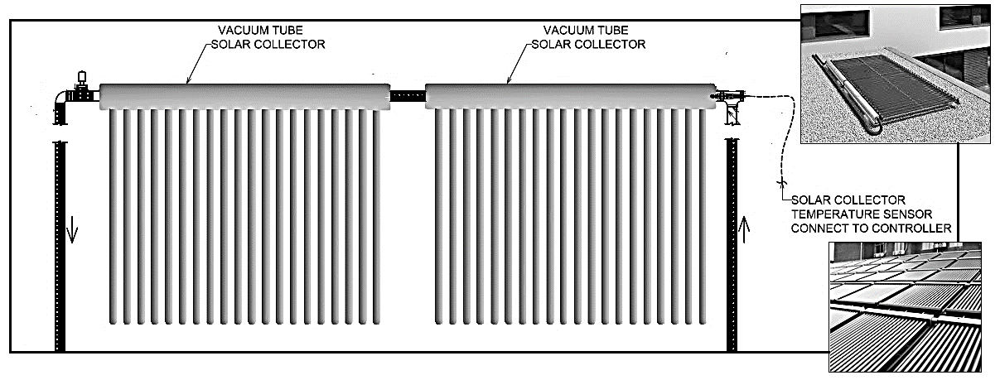 VACUUM TUBE
SOLAR COLLECTOR
VACUUM TUBE
SOLAR COLLECTOR
SOLAR COLLECTOR
TEMPERATURE SENSOR
CONNECT TO CONTROLLER